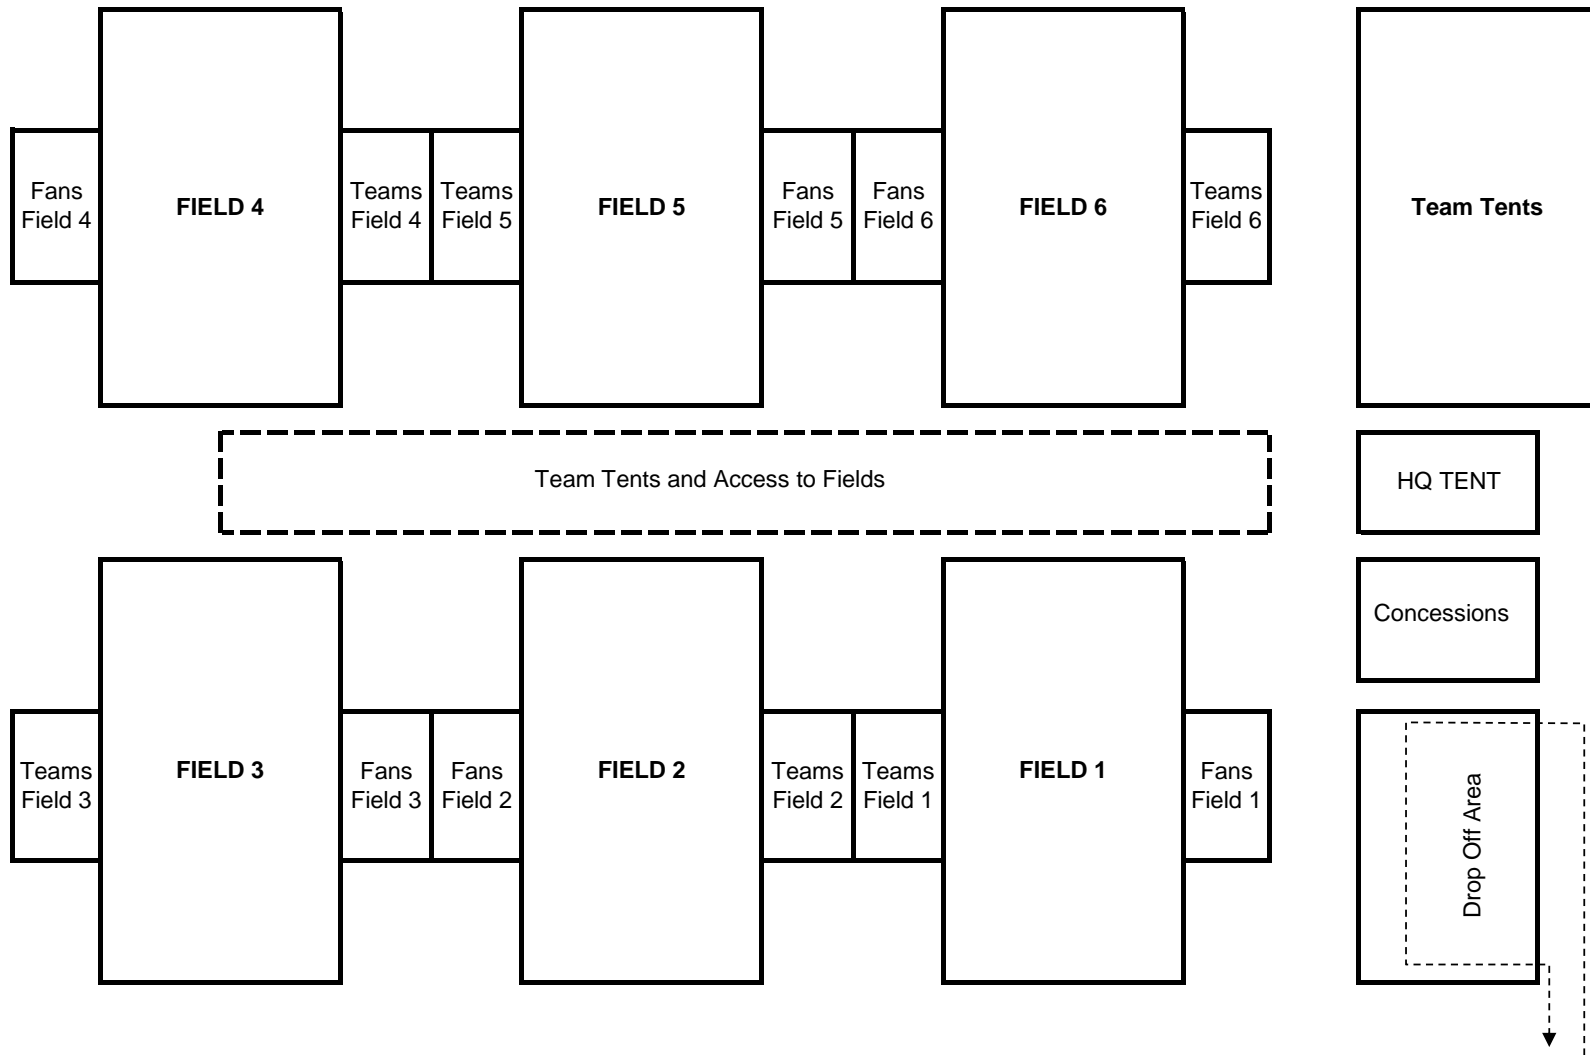 Fans
Field 4
FIELD 4
Teams
Field 4
Teams
Field 5
FIELD 5
Fans
Field 5
Fans
Field 6
FIELD 6
Teams
Field 6
Team Tents
Team Tents and Access to Fields
HQ TENT
Concessions
Teams
Field 3
FIELD 3
Fans
Field 3
Fans
Field 2
FIELD 2
Teams
Field 2
Teams
Field 1
FIELD 1
Fans
Field 1
Drop Off Area